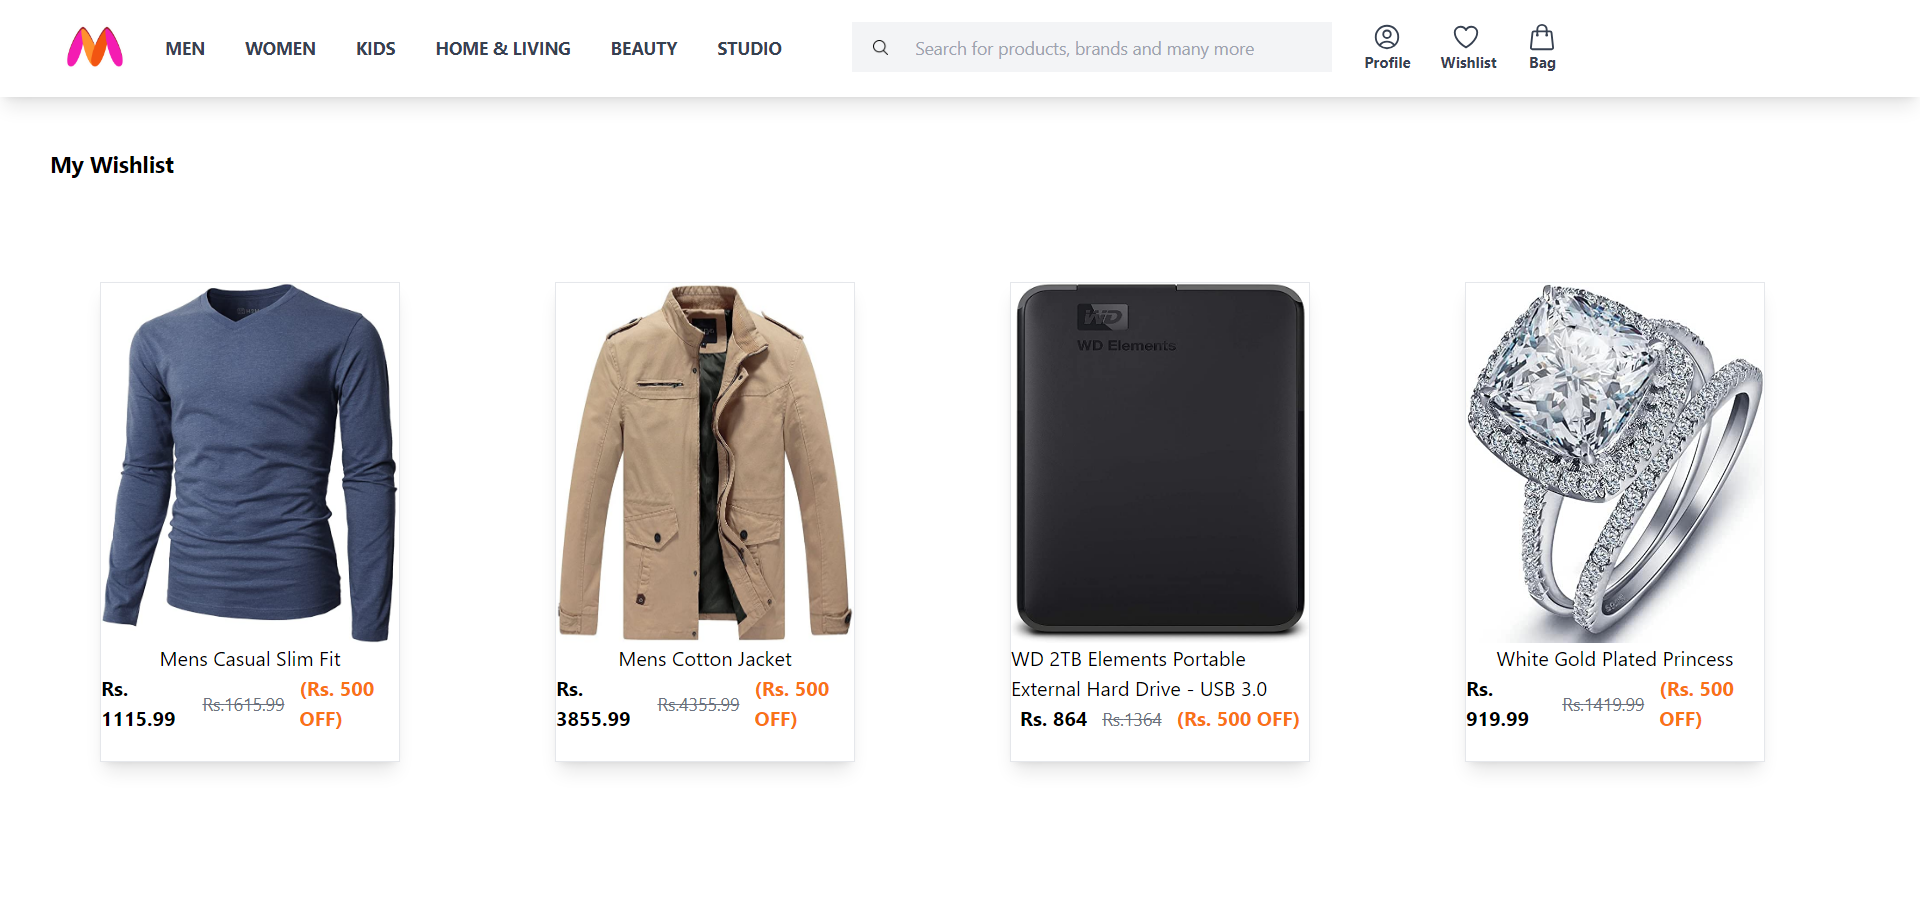 MEN WOMEN KIDS HOME & LIVING BEAUTY STUDIO Search for products, brands and many more Profile Wishlist Bag
My Wishlist
WD
WD Elements
Mens Casual Slim Fit
Rs. 1115.99 Rs.1615.99 (Rs. 500 OFF)
Mens Cotton Jacket
Rs. 3855.99 Rs.4355.99 (Rs. 500 OFF)
WD 2TB Elements Portable
External Hard Drive - USB 3.0
Rs. 864 Rs.1364 (Rs. 500 OFF)
White Gold Plated Princess
Rs. 919.99 Rs.1419.99 (Rs. 500 OFF)